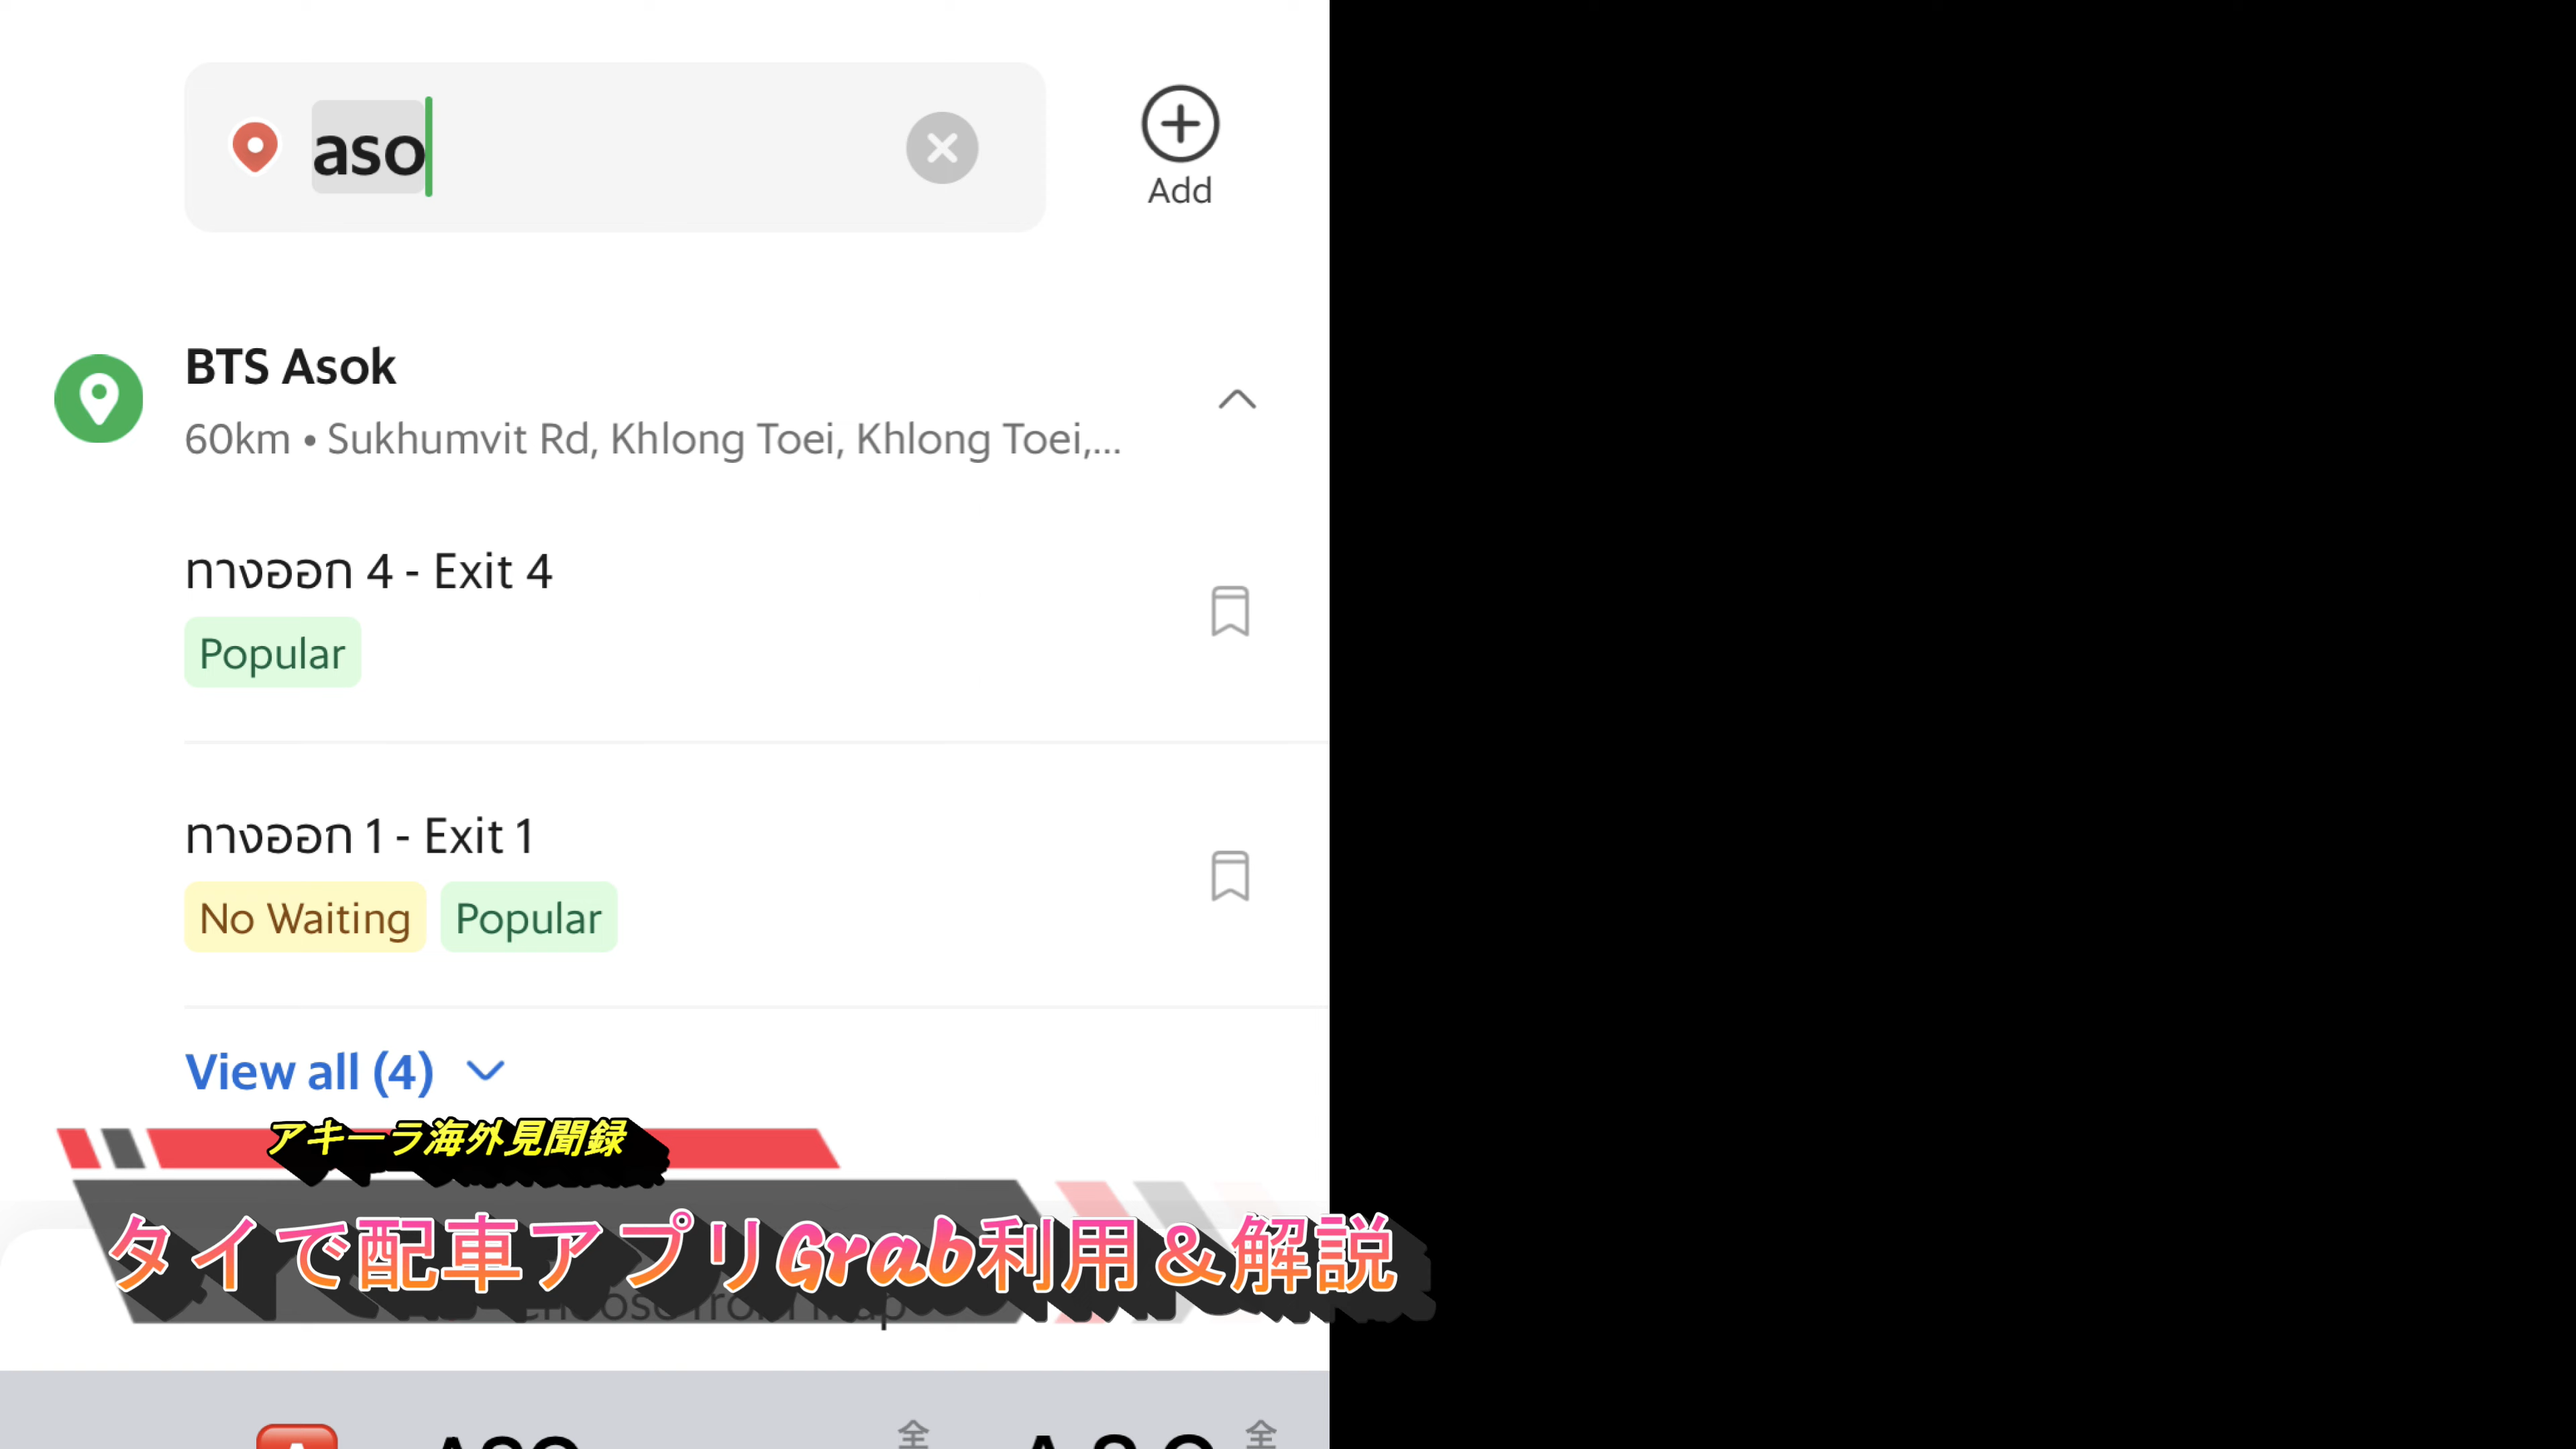 aso
Add
BTS Asok
60km • Sukhumvit Rd, Khlong Toei, Khlong Toei,...
ทางออก 4 - Exit 4
Popular
ทางออก 1 - Exit 1
No Waiting Popular
View all (4)
アキーラ海外見聞録
タイで配車アプリGrab利用&解説
from Map